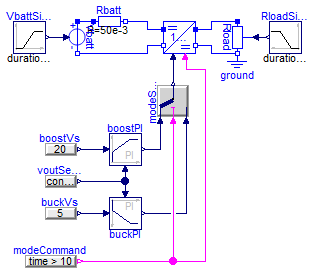 VbattSi...
Rbatt
RloadSi...
R=50e-3
Vbatt
1...
Rload
duratio...
duratio...
ground
modeS...
boostVs
boostPI
20
PI
voutSe...
con...
buckVs
5
PI
buckPI
modeCommand
time > 10